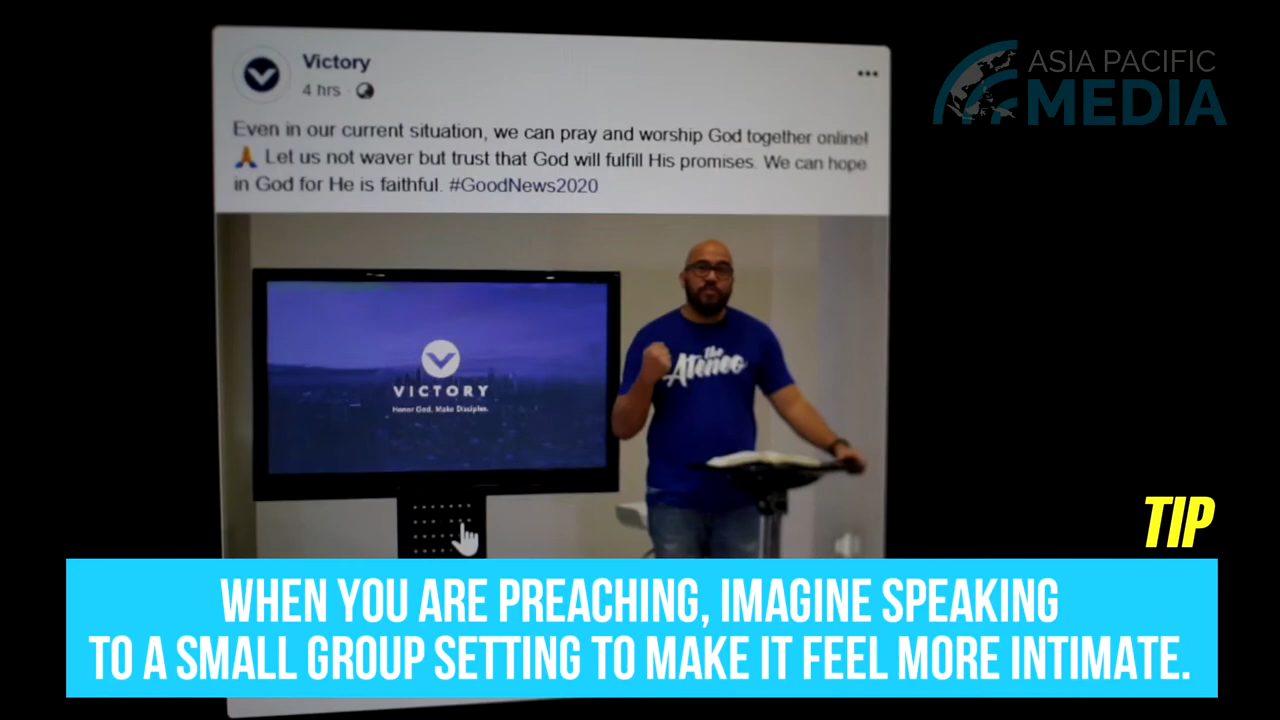 Victory
4 hrs
Even in our current situation, we can pray and worship God together online!
🙏 Let us not waver but trust that God will fulfill His promises. We can hope
in God for He is faithful. #GoodNews2020
ASIA PACIFIC
MEDIA
VICTORY
Honor God. Make Disciples.
the
Ateneo
TIP
WHEN YOU ARE PREACHING, IMAGINE SPEAKING
TO A SMALL GROUP SETTING TO MAKE IT FEEL MORE INTIMATE.